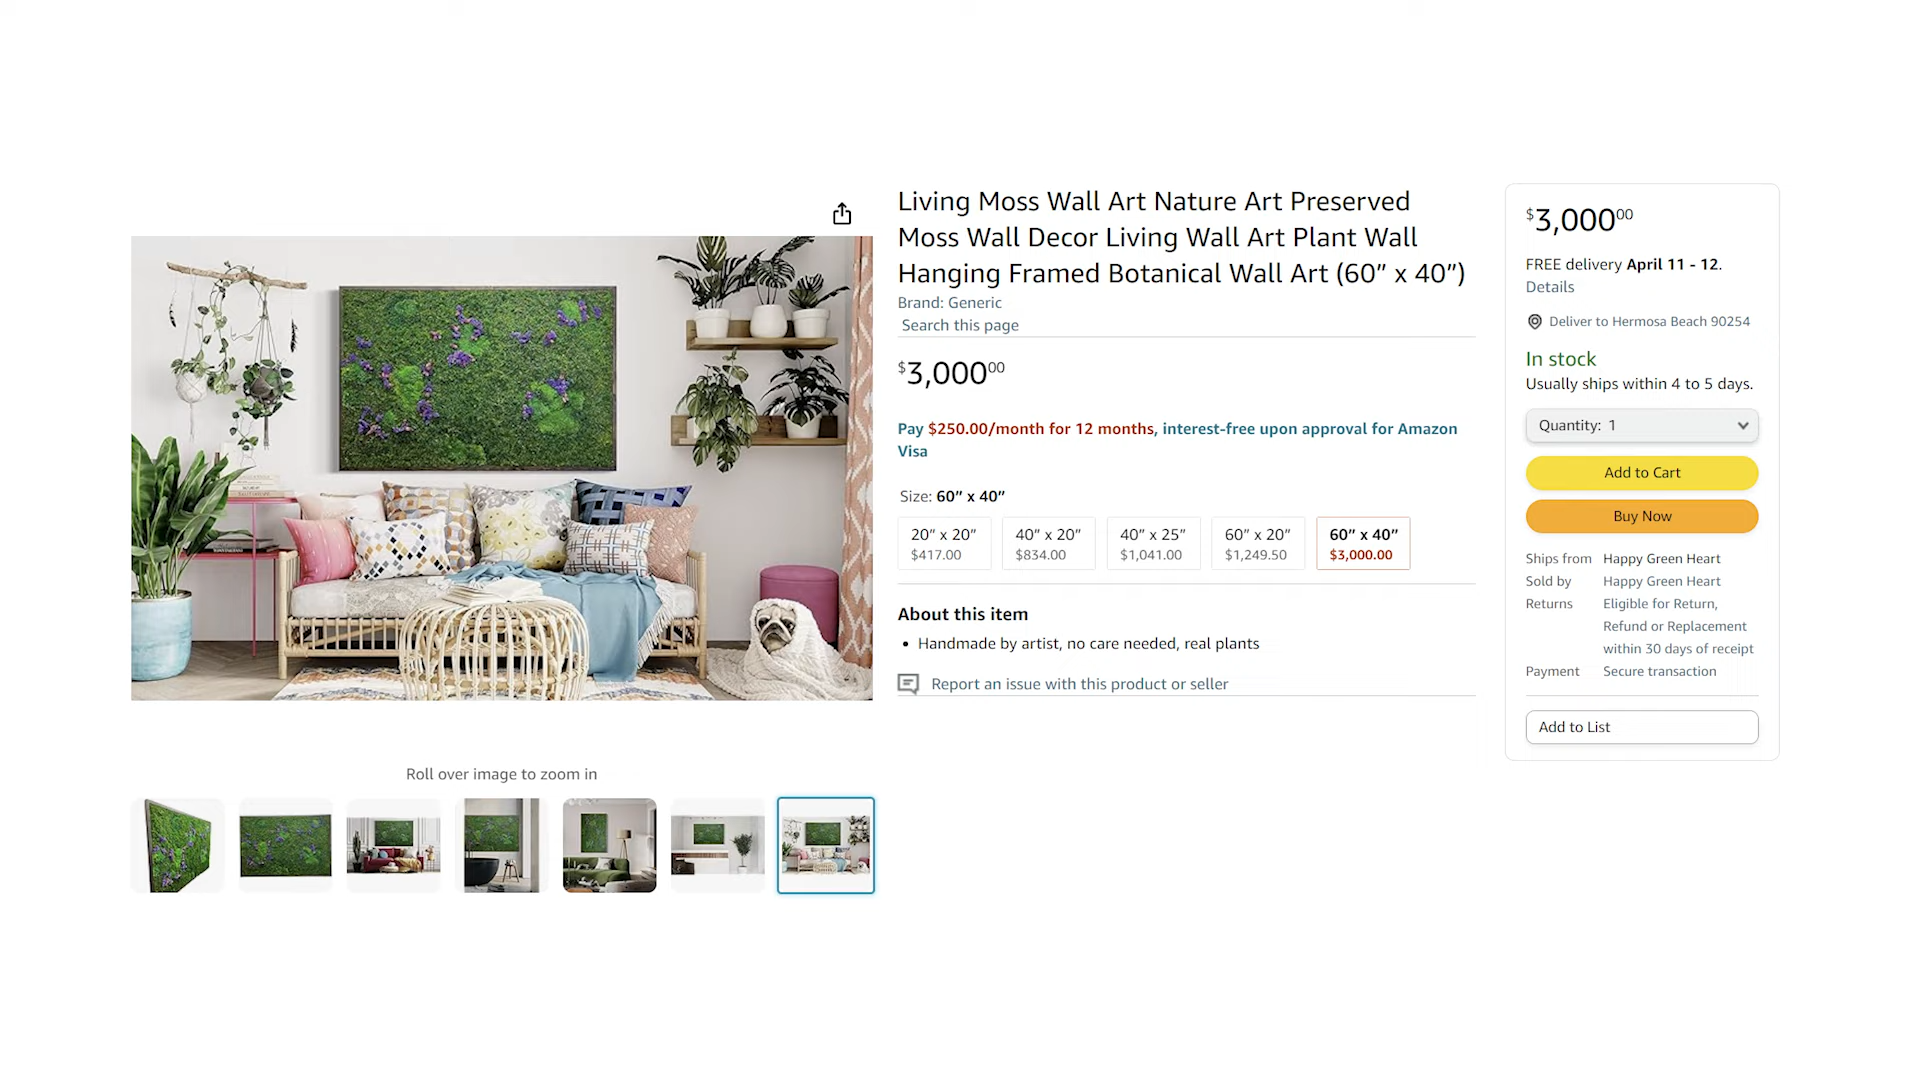 Living Moss Wall Art Nature Art Preserved
Moss Wall Decor Living Wall Art Plant Wall
Hanging Framed Botanical Wall Art (60” x 40”)
Brand: Generic
Search this page
$3,00000
Pay $250.00/month for 12 months, interest-free upon approval for Amazon
Visa
Size: 60” x 40”
20” x 20”
$417.00
40” x 20”
$834.00
40” x 25”
$1,041.00
60” x 20”
$1,249.50
60” x 40”
$3,000.00
About this item
• Handmade by artist, no care needed, real plants
Report an issue with this product or seller
Roll over image to zoom in
$3,00000
FREE delivery April 11 - 12.
Details
Deliver to Hermosa Beach 90254
In stock
Usually ships within 4 to 5 days.
Quantity: 1
Add to Cart
Buy Now
Ships from Happy Green Heart
Sold by Happy Green Heart
Returns Eligible for Return,
Refund or Replacement
within 30 days of receipt
Payment Secure transaction
Add to List